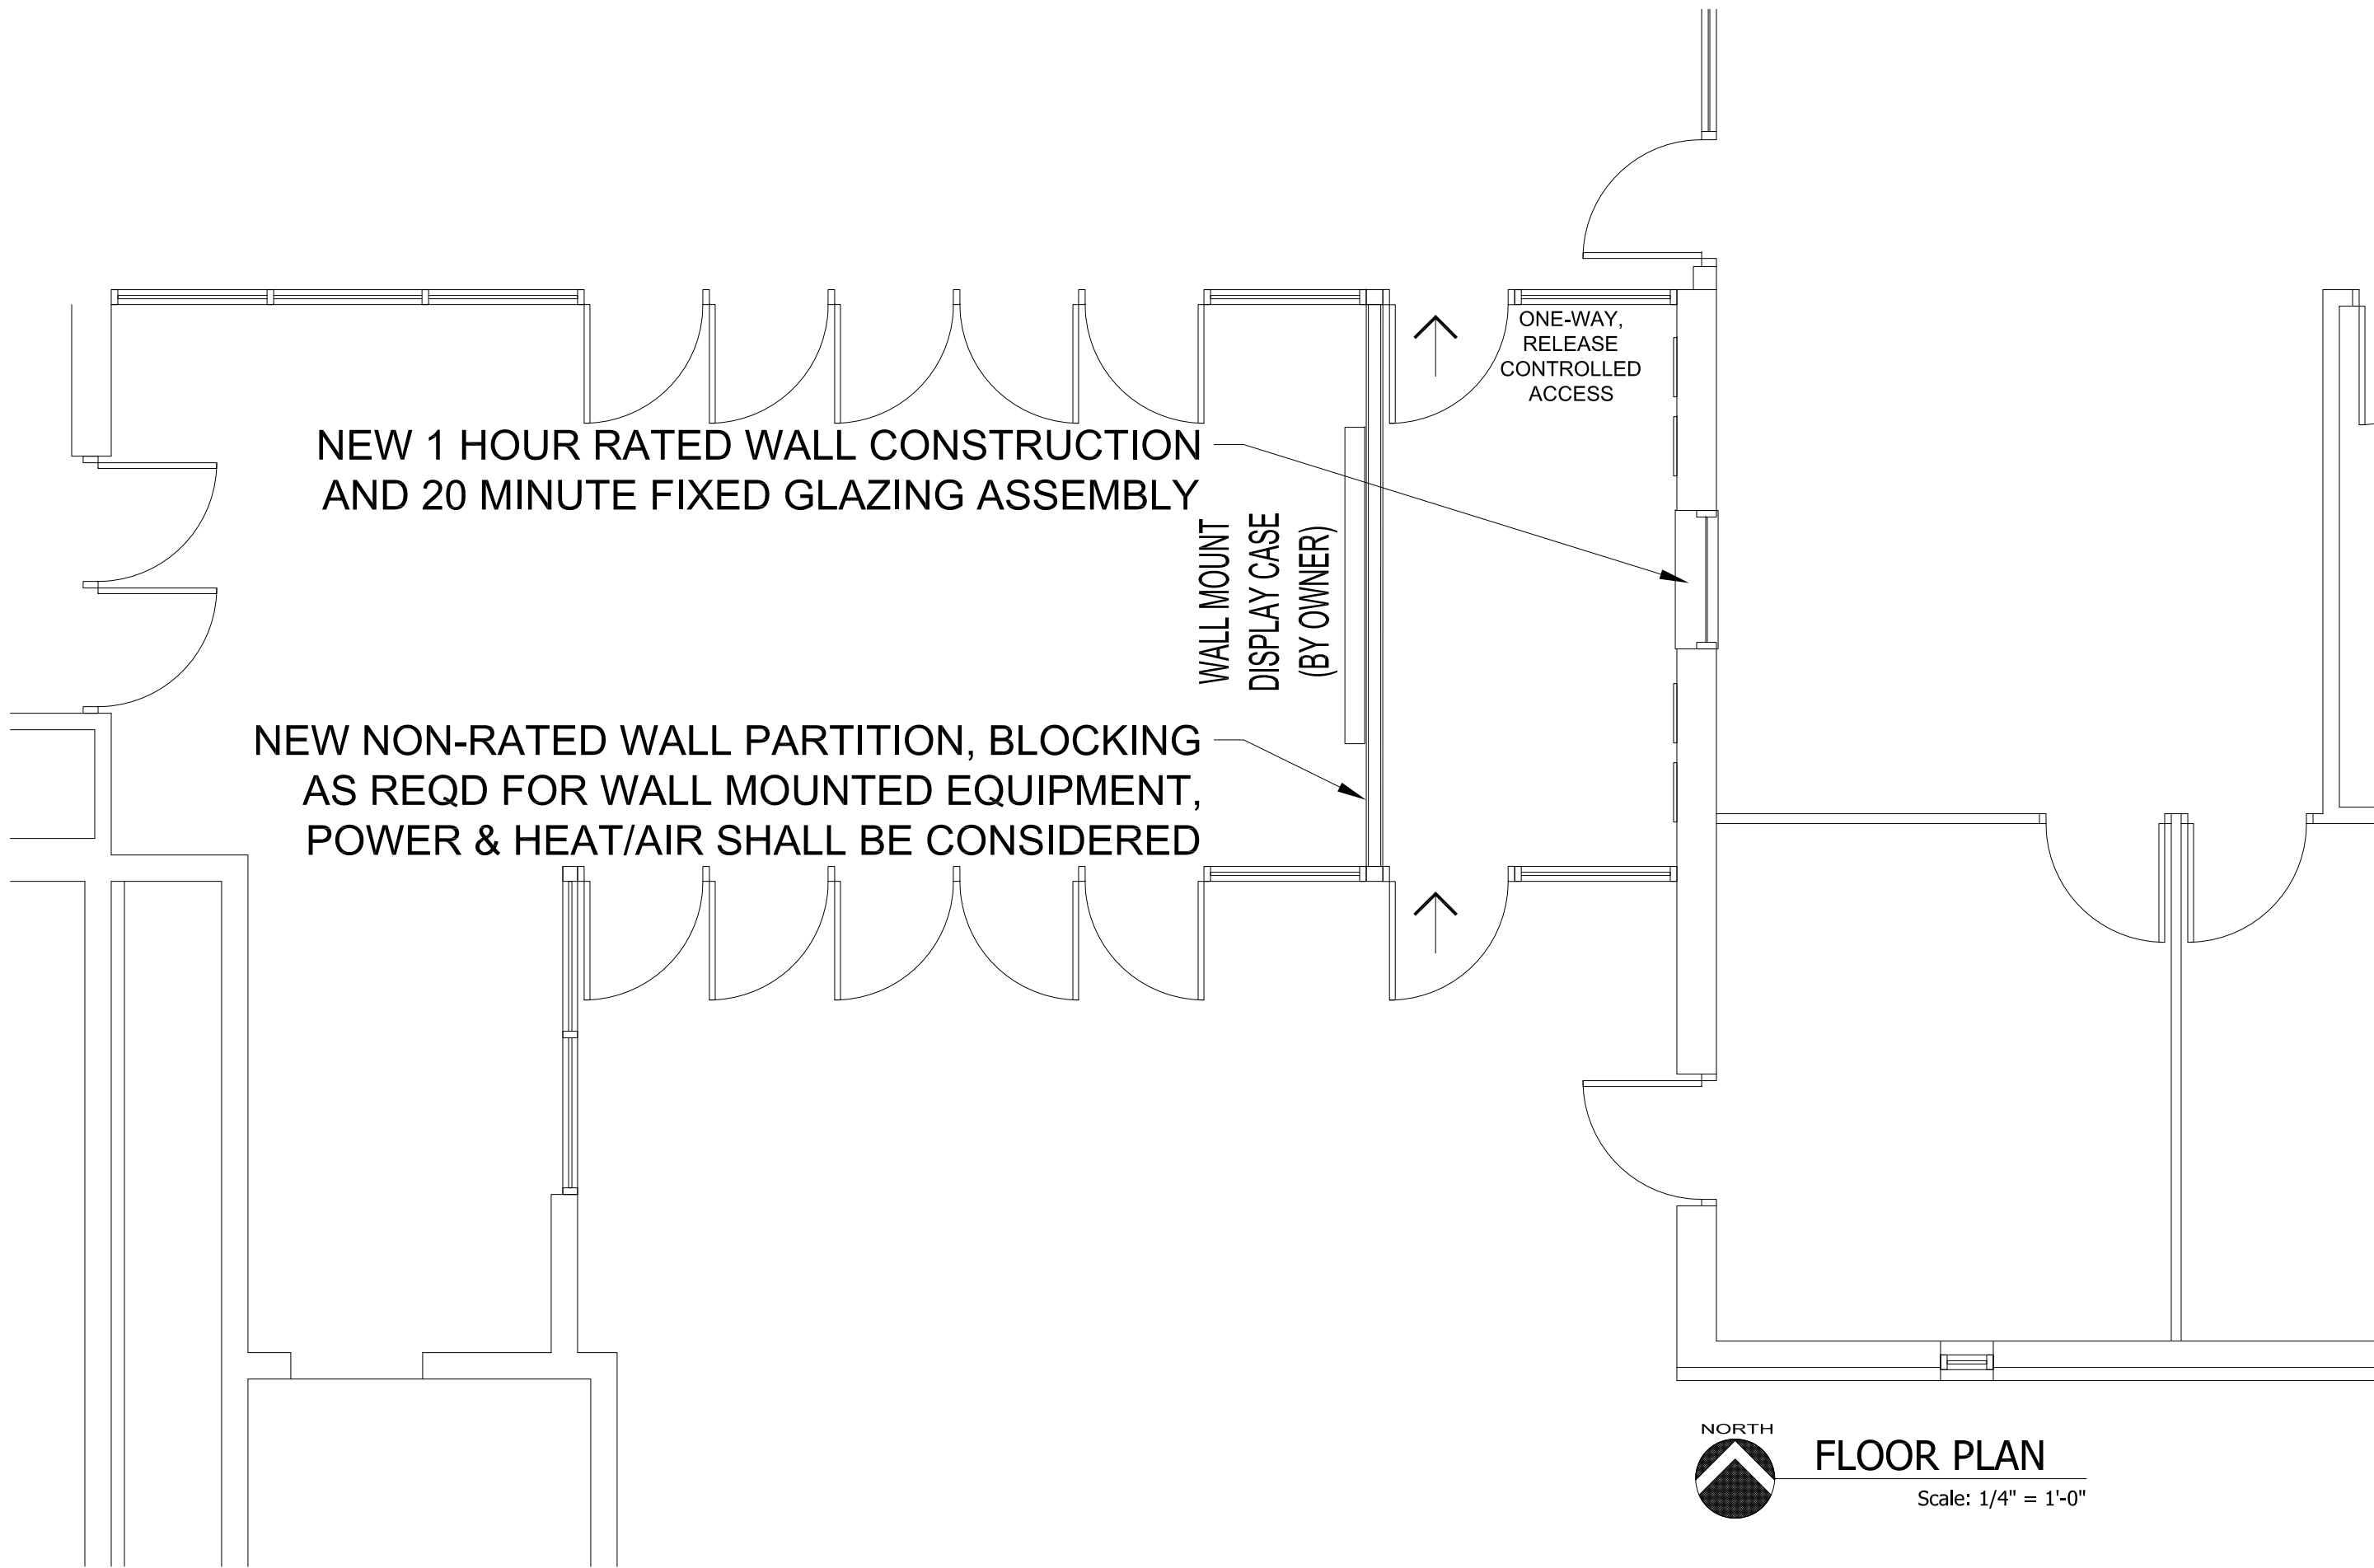 ONE-WAY,
RELEASE
CONTROLLED
ACCESS
NEW 1 HOUR RATED WALL CONSTRUCTION
AND 20 MINUTE FIXED GLAZING ASSEMBLY
WALL MOUNT
DISPLAY CASE
(BY OWNER)
NEW NON-RATED WALL PARTITION, BLOCKING
AS REQD FOR WALL MOUNTED EQUIPMENT,
POWER & HEAT/AIR SHALL BE CONSIDERED
NORTH
FLOOR PLAN
Scale: 1/4" = 1'-0"